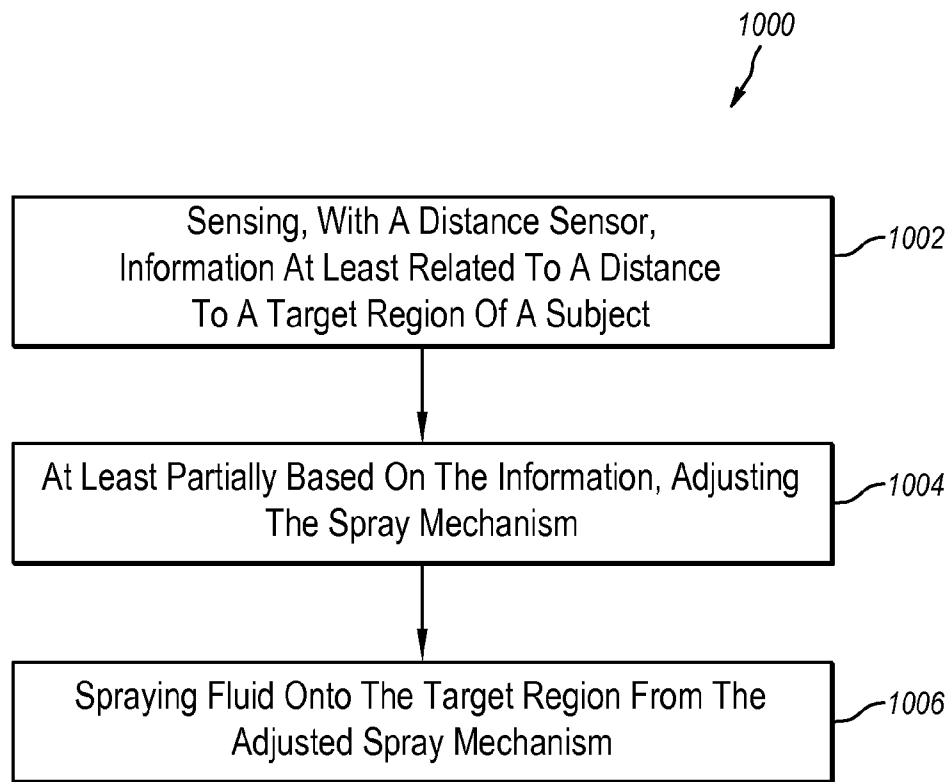 1000
Sensing, With A Distance Sensor,
Information At Least Related To A Distance
To A Target Region Of A Subject
1002
At Least Partially Based On The Information, Adjusting
The Spray Mechanism
1004
Spraying Fluid Onto The Target Region From The
Adjusted Spray Mechanism
1006